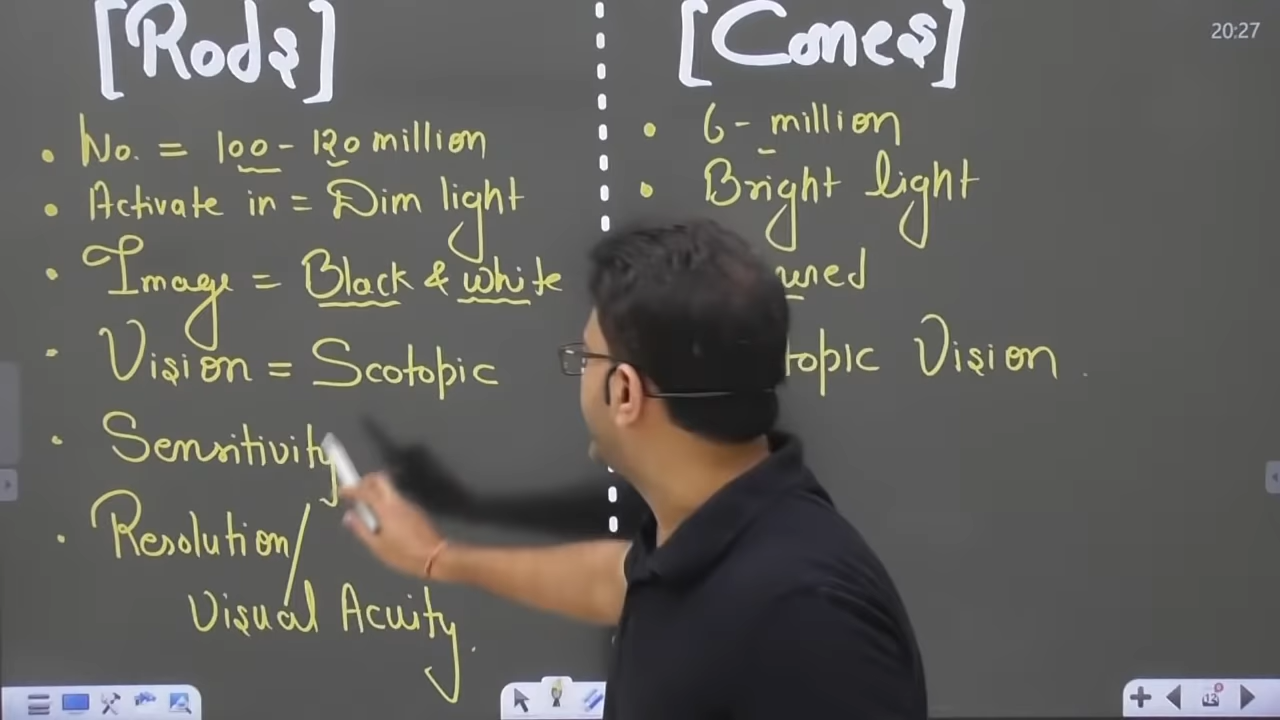 [Rods]
[Cones]
20:27
• No. = 100 - 120 million
• 6 - million
• Activate in = Dim light
• Bright light
• Image = Black & white
• Vision = Scotopic
Vision.
• Sensitivity
• Resolution/
Visual Acuity.
12